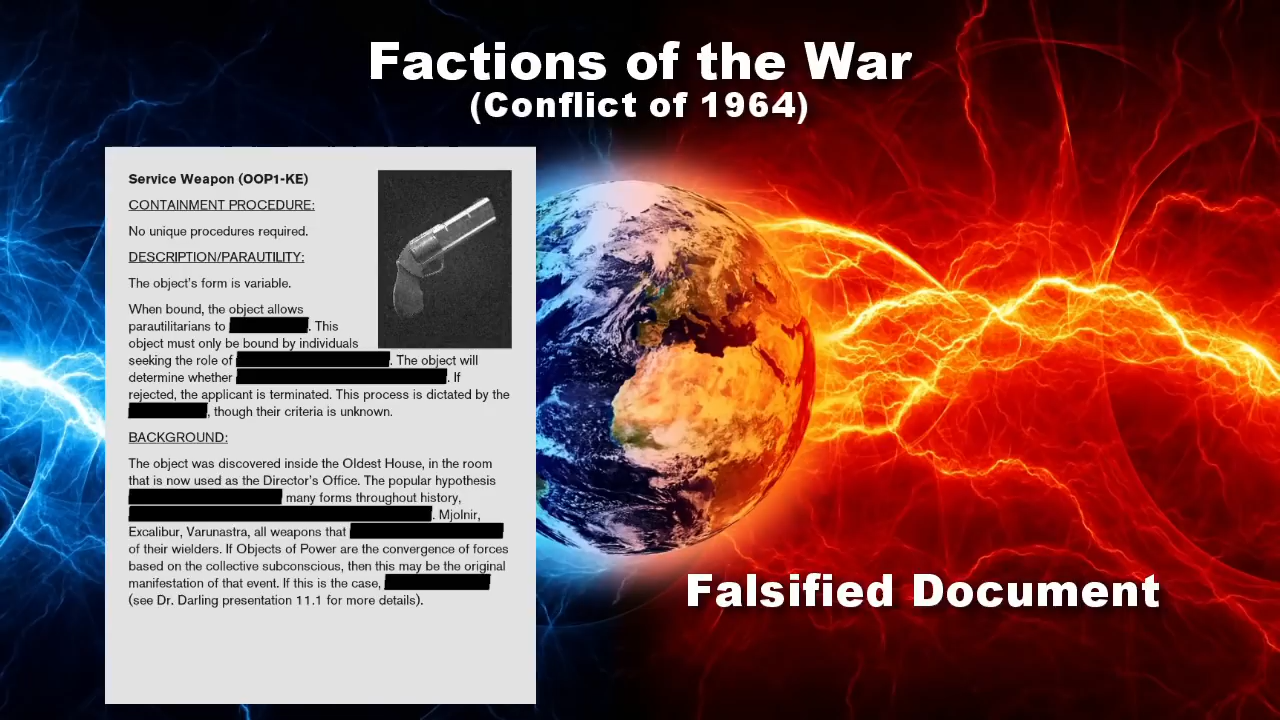 Factions of the War
(Conflict of 1964)
Service Weapon (OOP1-KE)
CONTAINMENT PROCEDURE:
No unique procedures required.
DESCRIPTION/PARAUTILITY:
The object's form is variable.
When bound, the object allows
parautilitarians to . This
object must only be bound by individuals
seeking the role of . The object will
determine whether . If
rejected, the applicant is terminated. This process is dictated by the
, though their criteria is unknown.
BACKGROUND:
The object was discovered inside the Oldest House, in the room
that is now used as the Director's Office. The popular hypothesis
many forms throughout history,
. Mjolnir,
Excalibur, Varunastra, all weapons that
of their wielders. If Objects of Power are the convergence of forces
based on the collective subconscious, then this may be the original
manifestation of that event. If this is the case,
(see Dr. Darling presentation 11.1 for more details).
Falsified Document